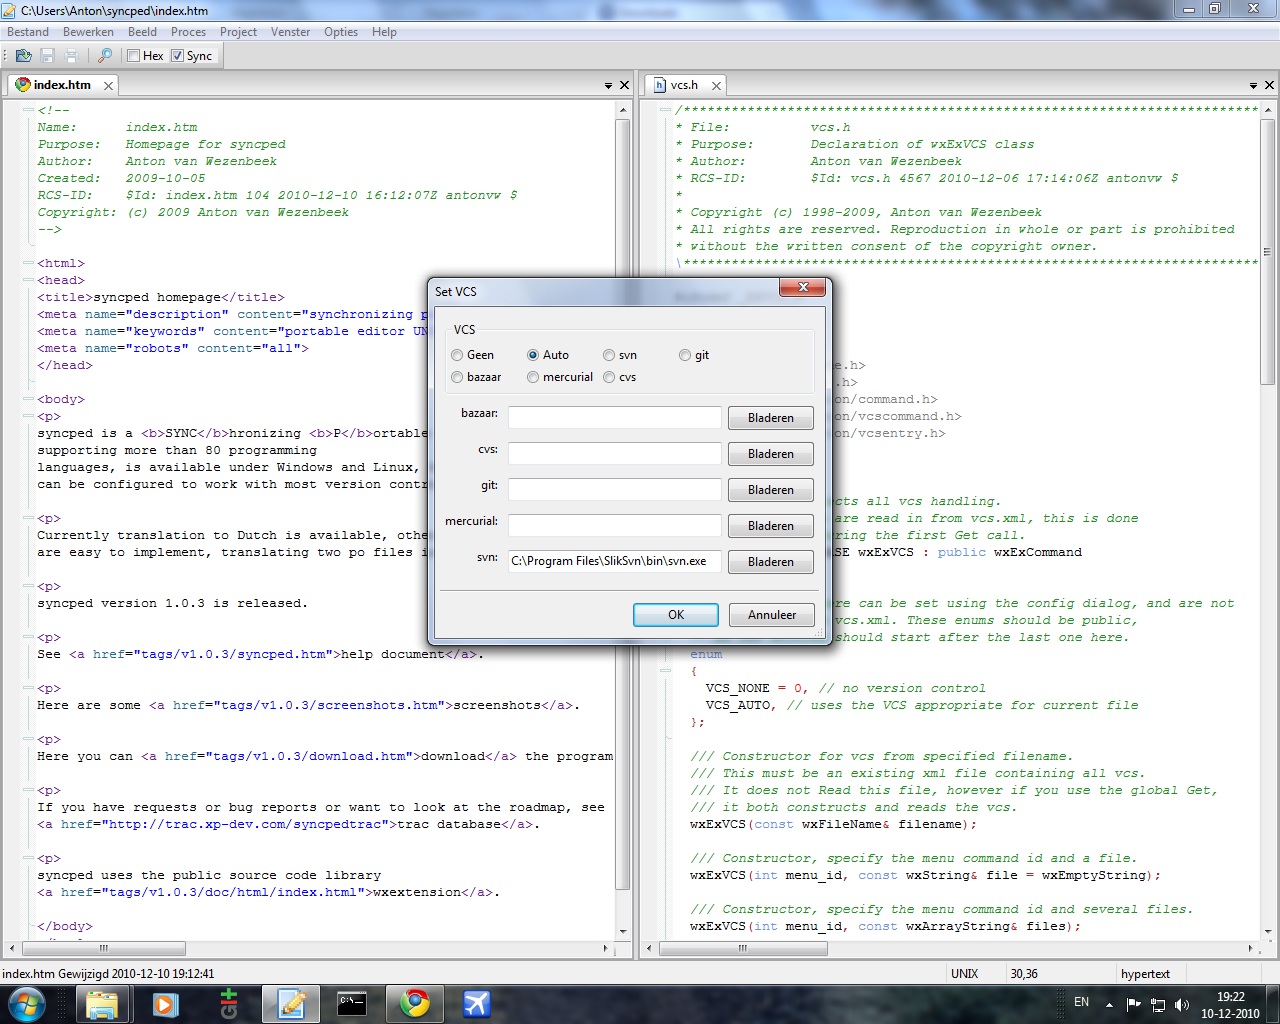 C:\Users\Anton\syncped\index.htm
Bestand Bewerken Beeld Proces Project Venster Opties Help
Hex Sync
index.htm
<!--
Name: index.htm
Purpose: Homepage for syncped
Author: Anton van Wezenbeek
Created: 2009-10-05
RCS-ID: $Id: index.htm 104 2010-12-10 16:12:07Z antonvw $
Copyright: (c) 2009 Anton van Wezenbeek
-->
<html>
<head>
<title>syncped homepage</title>
<meta name="description" content="synchronizing p
<meta name="keywords" content="portable editor UN
<meta name="robots" content="all">
</head>
<body>
<p>
syncped is a <b>SYNC</b>hronizing <b>P</b>ortable
supporting more than 80 programming
languages, is available under Windows and Linux,
can be configured to work with most version contr
<p>
Currently translation to Dutch is available, othe
are easy to implement, translating two po files i
<p>
syncped version 1.0.3 is released.
<p>
See <a href="tags/v1.0.3/syncped.htm">help document</a>.
<p>
Here are some <a href="tags/v1.0.3/screenshots.htm">screenshots</a>.
<p>
Here you can <a href="tags/v1.0.3/download.htm">download</a> the program
<p>
If you have requests or bug reports or want to look at the roadmap, see
<a href="http://trac.xp-dev.com/syncpedtrac">trac database</a>.
<p>
syncped uses the public source code library
<a href="tags/v1.0.3/doc/html/index.html">wxextension</a>.
</body>
vcs.h
/******************************************************************************
* File: vcs.h
* Purpose: Declaration of wxExVCS class
* Author: Anton van Wezenbeek
* RCS-ID: $Id: vcs.h 4567 2010-12-06 17:14:06Z antonvw $
*
* Copyright (c) 1998-2009, Anton van Wezenbeek
* All rights are reserved. Reproduction in whole or part is prohibited
* without the written consent of the copyright owner.
\******************************************************************************
e.h>
.h>
on/command.h>
on/vcscommand.h>
on/vcsentry.h>
cts all vcs handling.
are read in from vcs.xml, this is done
ring the first Get call.
SE wxExVCS : public wxExCommand
re can be set using the config dialog, and are not
vcs.xml. These enums should be public,
should start after the last one here.
enum
{
VCS_NONE = 0, // no version control
VCS_AUTO, // uses the VCS appropriate for current file
};
/// Constructor for vcs from specified filename.
/// This must be an existing xml file containing all vcs.
/// It does not Read this file, however if you use the global Get,
/// it both constructs and reads the vcs.
wxExVCS(const wxFileName& filename);
/// Constructor, specify the menu command id and a file.
wxExVCS(int menu_id, const wxString& file = wxEmptyString);
/// Constructor, specify the menu command id and several files.
wxExVCS(int menu_id, const wxArrayString& files);
Set VCS
VCS
Geen Auto svn git
bazaar mercurial cvs
bazaar: Bladeren
cvs: Bladeren
git: Bladeren
mercurial: Bladeren
svn: C:\Program Files\SlikSvn\bin\svn.exe Bladeren
OK Annuleer
index.htm Gewijzigd 2010-12-10 19:12:41 UNIX 30,36 hypertext
EN 19:22
10-12-2010